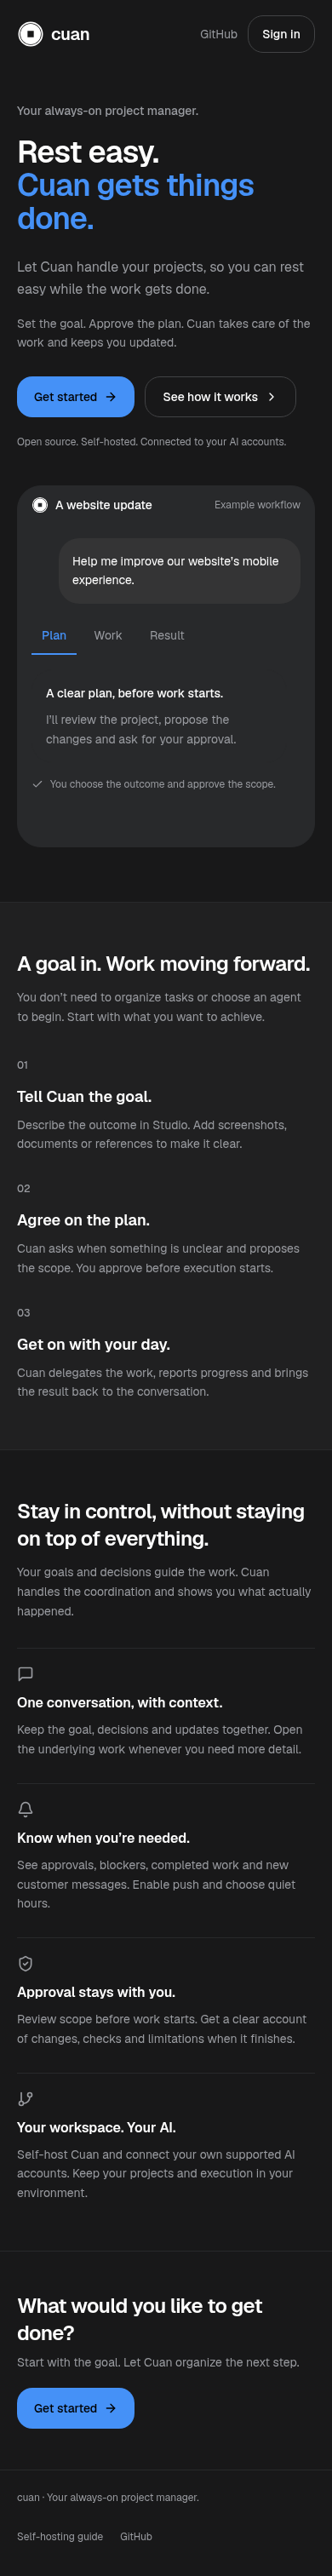 cuan
GitHub
Sign in
Your always-on project manager.
Rest easy.
Cuan gets things
done.
Let Cuan handle your projects, so you can rest
easy while the work gets done.
Set the goal. Approve the plan. Cuan takes care of the
work and keeps you updated.
Get started
See how it works
Open source. Self-hosted. Connected to your AI accounts.
A website update
Example workflow
Help me improve our website’s mobile
experience.
Plan
Work
Result
A clear plan, before work starts.
I’ll review the project, propose the
changes and ask for your approval.
You choose the outcome and approve the scope.
A goal in. Work moving forward.
You don’t need to organize tasks or choose an agent
to begin. Start with what you want to achieve.
01
Tell Cuan the goal.
Describe the outcome in Studio. Add screenshots,
documents or references to make it clear.
02
Agree on the plan.
Cuan asks when something is unclear and proposes
the scope. You approve before execution starts.
03
Get on with your day.
Cuan delegates the work, reports progress and brings
the result back to the conversation.
Stay in control, without staying
on top of everything.
Your goals and decisions guide the work. Cuan
handles the coordination and shows you what actually
happened.
One conversation, with context.
Keep the goal, decisions and updates together. Open
the underlying work whenever you need more detail.
Know when you’re needed.
See approvals, blockers, completed work and new
customer messages. Enable push and choose quiet
hours.
Approval stays with you.
Review scope before work starts. Get a clear account
of changes, checks and limitations when it finishes.
Your workspace. Your AI.
Self-host Cuan and connect your own supported AI
accounts. Keep your projects and execution in your
environment.
What would you like to get
done?
Start with the goal. Let Cuan organize the next step.
Get started
cuan · Your always-on project manager.
Self-hosting guide
GitHub